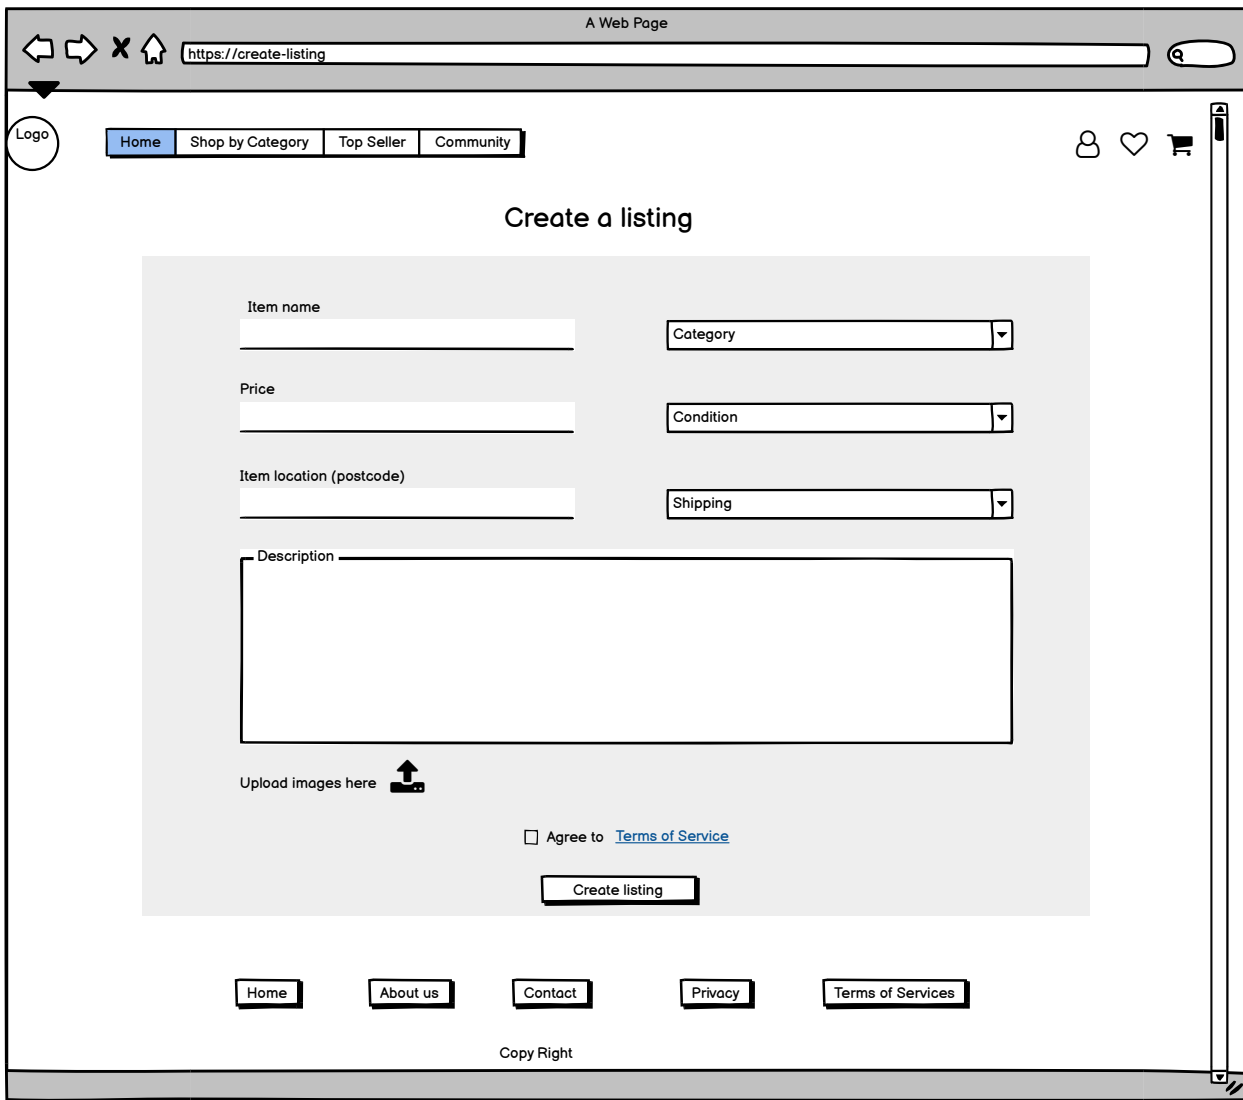 A Web Page
https://create-listing
Logo
Home Shop by Category Top Seller Community
Create a listing
Item name
Category
Price
Condition
Item location (postcode)
Shipping
Description
Upload images here
Agree to Terms of Service
Create listing
Home About us Contact Privacy Terms of Services
Copy Right